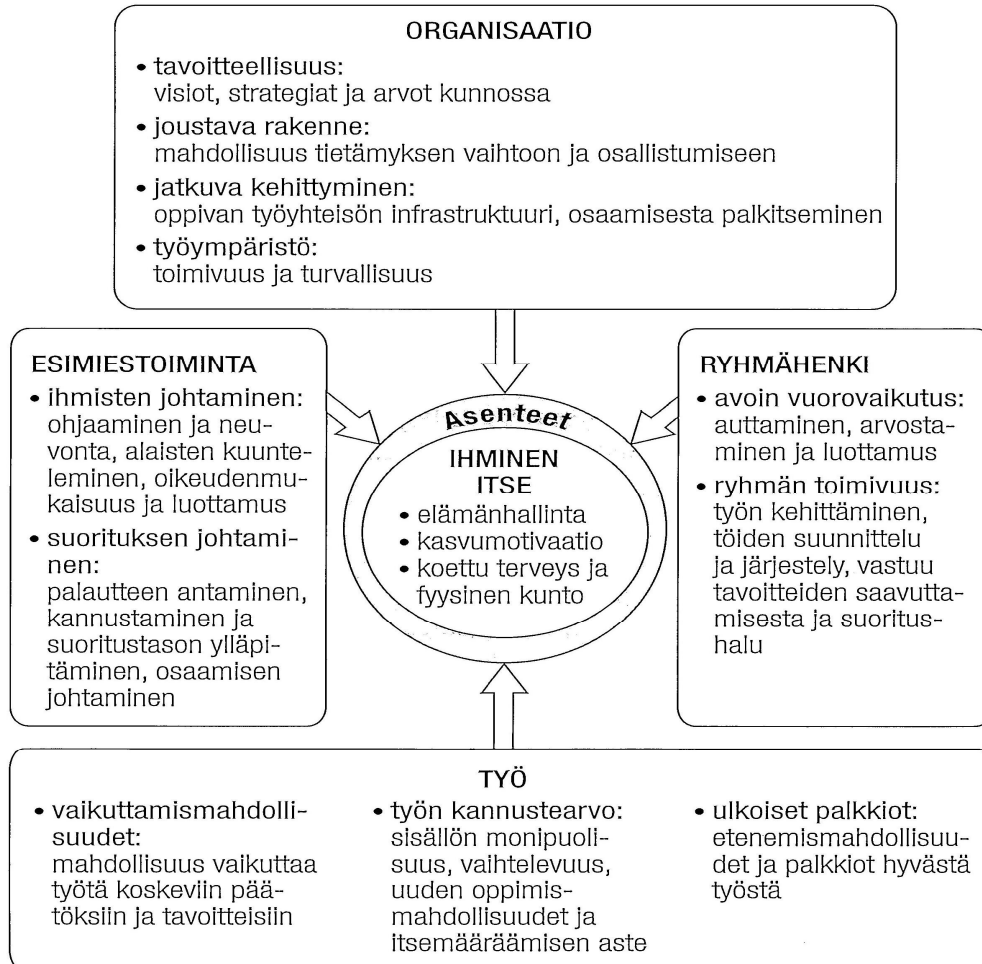 ORGANISAATIO
• tavoitteellisuus:
visiot, strategiat ja arvot kunnossa
• joustava rakenne:
mahdollisuus tietämyksen vaihtoon ja osallistumiseen
• jatkuva kehittyminen:
oppivan työyhteisön infrastruktuuri, osaamisesta palkitseminen
• työympäristö:
toimivuus ja turvallisuus
ESIMIESTOIMINTA
• ihmisten johtaminen:
ohjaaminen ja neu-
vonta, alaisten kuunte-
leminen, oikeudenmu-
kaisuus ja luottamus
• suorituksen johtami-
nen:
palautteen antaminen,
kannustaminen ja
suoritustason ylläpi-
täminen, osaamisen
johtaminen
Asenteet
IHMINEN
ITSE
• elämänhallinta
• kasvumotivaatio
• koettu terveys ja
fyysinen kunto
RYHMÄHENKI
• avoin vuorovaikutus:
auttaminen, arvosta-
minen ja luottamus
• ryhmän toimivuus:
työn kehittäminen,
töiden suunnittelu
ja järjestely, vastuu
tavoitteiden saavutta-
misesta ja suoritus-
halu
TYÖ
• vaikuttamismahdolli-
suudet:
mahdollisuus vaikuttaa
työtä koskeviin pää-
töksiin ja tavoitteisiin
• työn kannustearvo:
sisällön monipuoli-
suus, vaihtelevuus,
uuden oppimis-
mahdollisuudet ja
itsemääräämisen aste
• ulkoiset palkkiot:
etenemismahdollisuu-
det ja palkkiot hyvästä
työstä